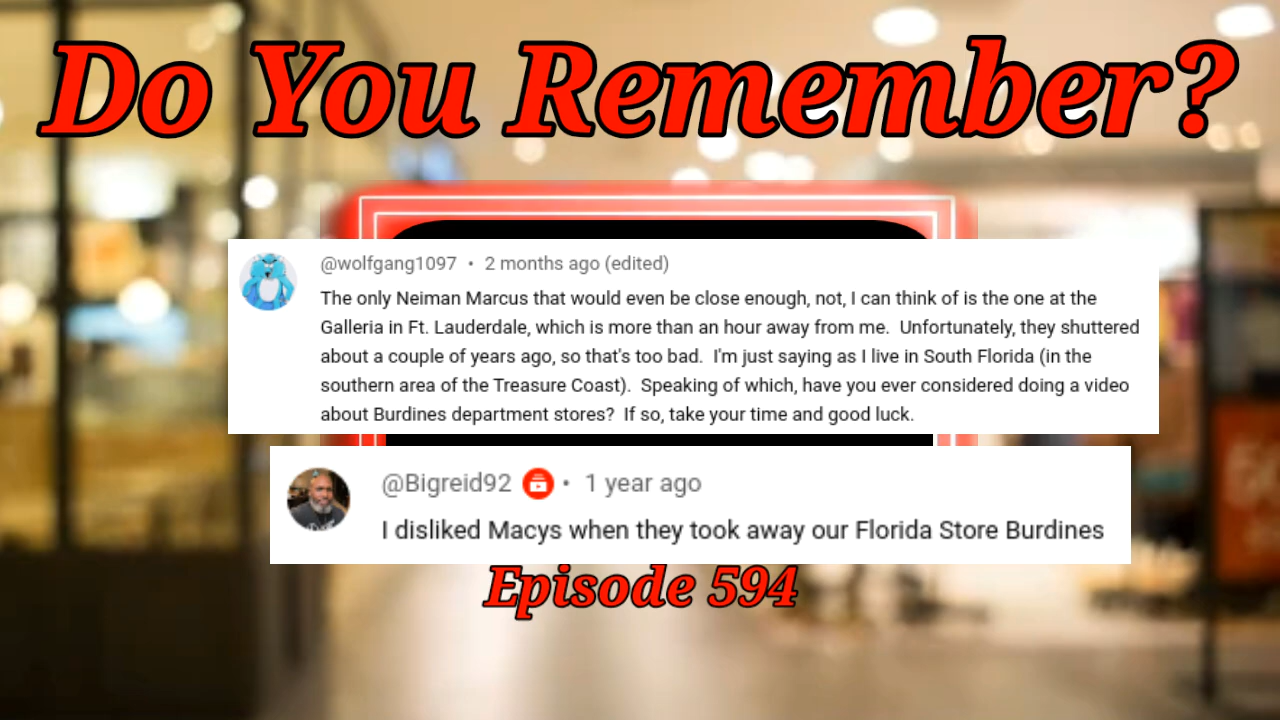 Do You Remember?
@wolfgang1097 • 2 months ago (edited)
The only Neiman Marcus that would even be close enough, not, I can think of is the one at the
Galleria in Ft. Lauderdale, which is more than an hour away from me.  Unfortunately, they shuttered
about a couple of years ago, so that's too bad.  I'm just saying as I live in South Florida (in the
southern area of the Treasure Coast).  Speaking of which, have you ever considered doing a video
about Burdines department stores?  If so, take your time and good luck.
@Bigreid92 • 1 year ago
I disliked Macys when they took away our Florida Store Burdines
Episode 594